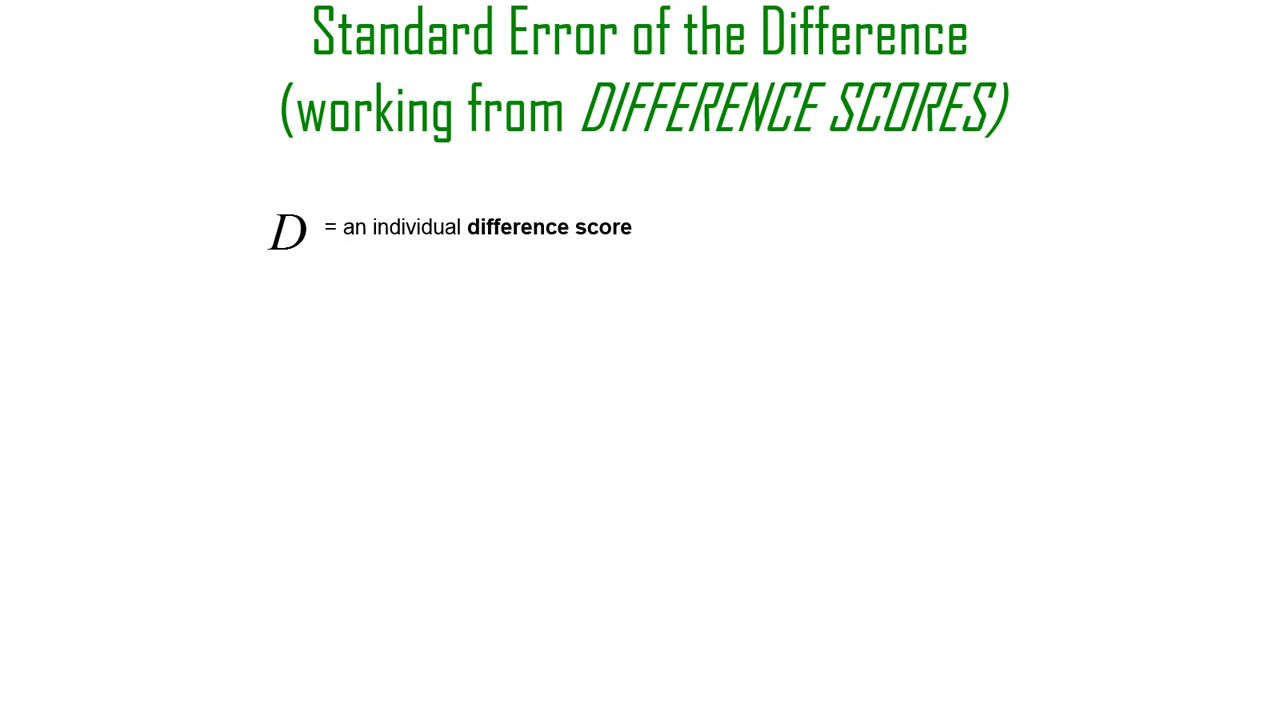 Standard Error of the Difference
(working from DIFFERENCE SCORES)
D = an individual difference score